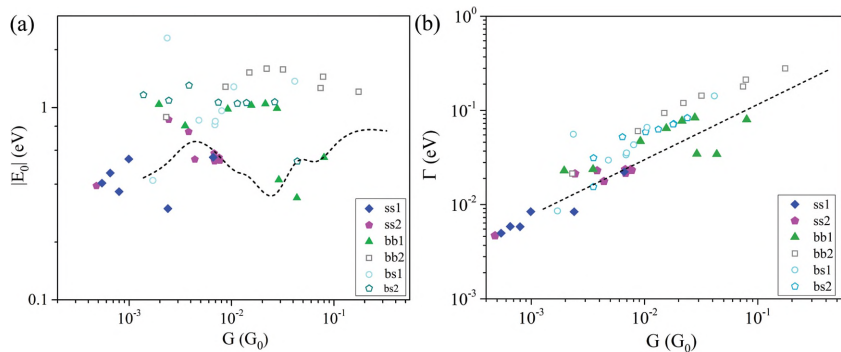 (a)
|E₀| (eV)
1
0.1
10⁻³
10⁻²
10⁻¹
G (G₀)
ss1
ss2
bb1
bb2
bs1
bs2
(b)
Γ (eV)
10⁰
10⁻¹
10⁻²
10⁻³
10⁻³
10⁻²
10⁻¹
10⁰
G (G₀)
ss1
ss2
bb1
bb2
bs1
bs2